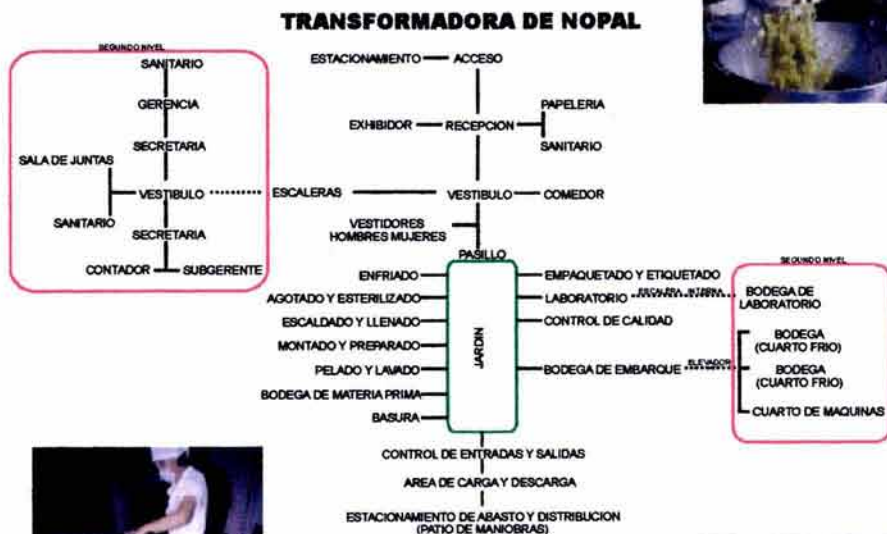 TRANSFORMADORA DE NOPAL
SEGUNDO NIVEL
SANITARIO
GERENCIA
SECRETARIA
SALA DE JUNTAS
VESTIBULO
SANITARIO
SECRETARIA
CONTADOR
SUBGERENTE
ESTACIONAMIENTO
ACCESO
EXHIBIDOR
RECEPCION
PAPELERIA
SANITARIO
ESCALERAS
VESTIBULO
COMEDOR
VESTIDORES
HOMBRES MUJERES
PASILLO
JARDIN
ENFRIADO
AGOTADO Y ESTERILIZADO
ESCALDADO Y LLENADO
MONTADO Y PREPARADO
PELADO Y LAVADO
BODEGA DE MATERIA PRIMA
BASURA
EMPAQUETADO Y ETIQUETADO
LABORATORIO
ESCALERA INTERNA
CONTROL DE CALIDAD
BODEGA DE EMBARQUE
ELEVADOR
SEGUNDO NIVEL
BODEGA DE
LABORATORIO
BODEGA
(CUARTO FRIO)
BODEGA
(CUARTO FRIO)
CUARTO DE MAQUINAS
CONTROL DE ENTRADAS Y SALIDAS
AREA DE CARGA Y DESCARGA
ESTACIONAMIENTO DE ABASTO Y DISTRIBUCION
(PATIO DE MANIOBRAS)